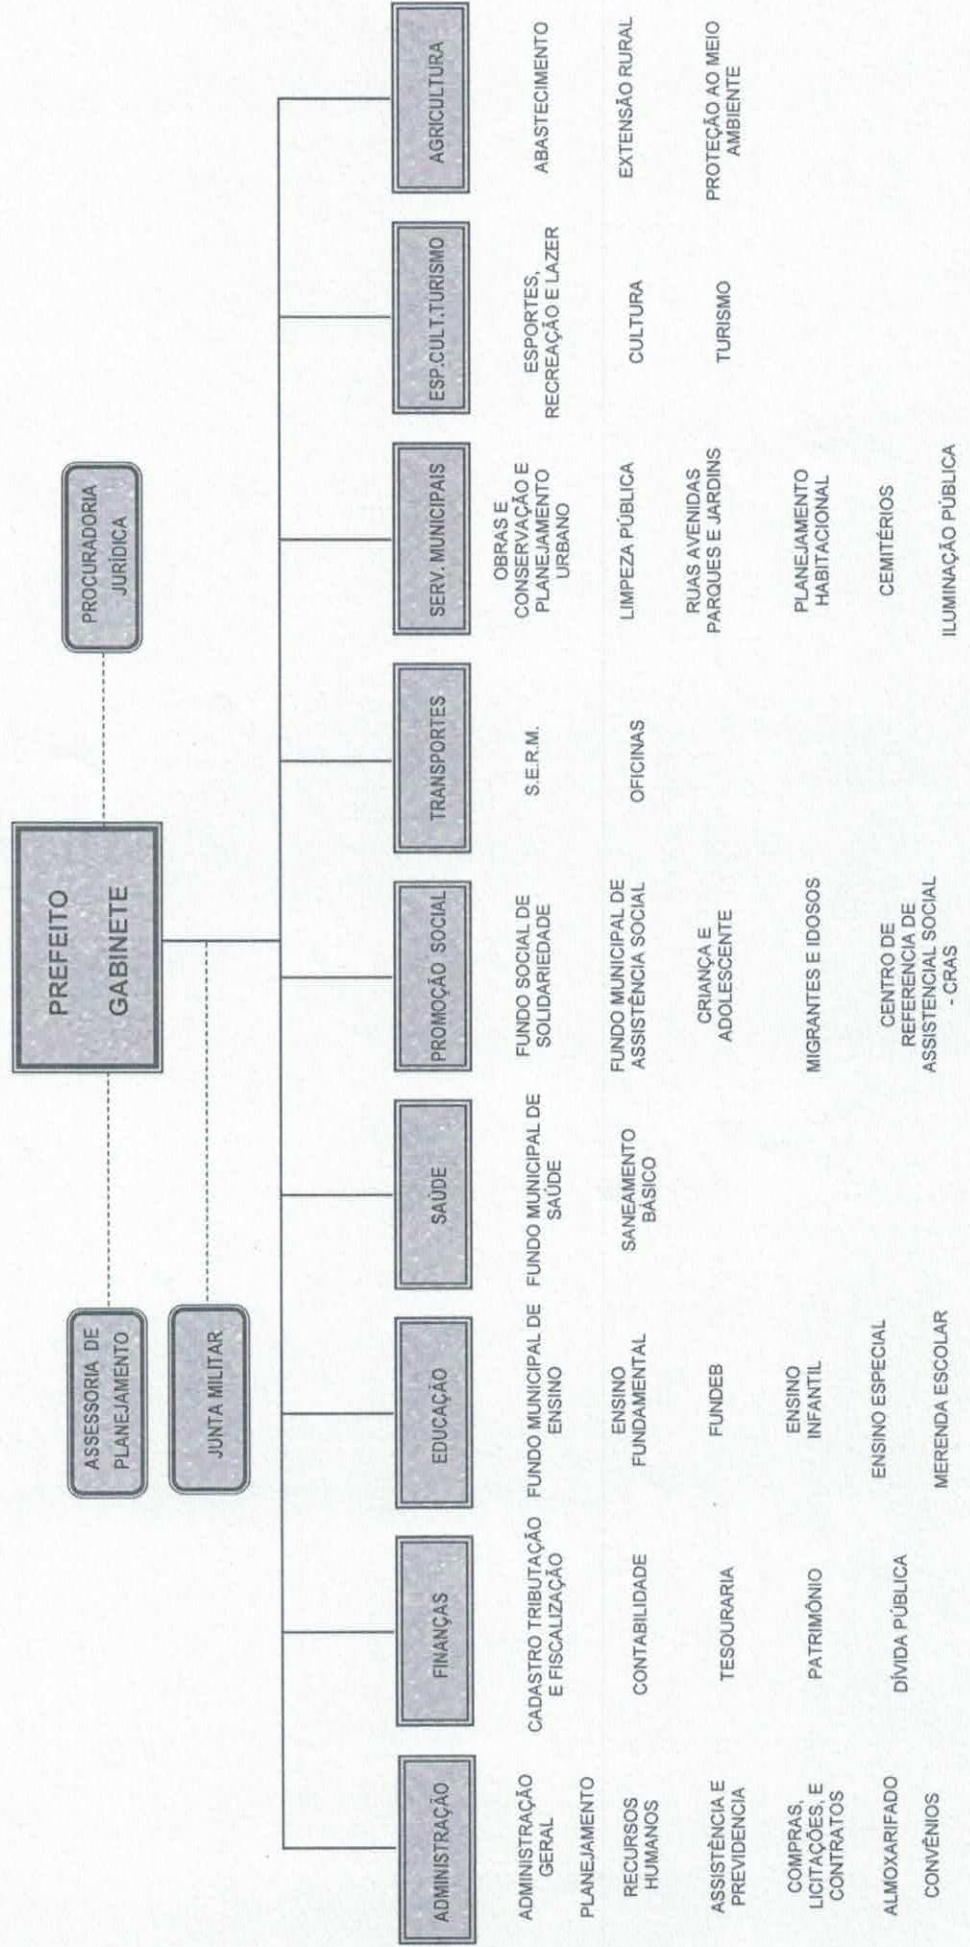 PREFEITO
GABINETE
PROCURADORIA
JURÍDICA
ASSESSORIA DE
PLANEJAMENTO
JUNTA MILITAR
ADMINISTRAÇÃO
ADMINISTRAÇÃO
GERAL
PLANEJAMENTO
RECURSOS
HUMANOS
ASSISTÊNCIA E
PREVIDENCIA
COMPRAS,
LICITAÇÕES, E
CONTRATOS
ALMOXARIFADO
CONVÊNIOS
FINANÇAS
CADASTRO TRIBUTAÇÃO
E FISCALIZAÇÃO
CONTABILIDADE
TESOURARIA
PATRIMÔNIO
DÍVIDA PÚBLICA
EDUCAÇÃO
FUNDO MUNICIPAL DE
ENSINO
ENSINO
FUNDAMENTAL
FUNDEB
ENSINO
INFANTIL
ENSINO ESPECIAL
MERENDA ESCOLAR
SAÚDE
FUNDO MUNICIPAL DE
SAÚDE
SANEAMENTO
BÁSICO
PROMOÇÃO SOCIAL
FUNDO SOCIAL DE
SOLIDARIEDADE
FUNDO MUNICIPAL DE
ASSISTÊNCIA SOCIAL
CRIANÇA E
ADOLESCENTE
MIGRANTES E IDOSOS
CENTRO DE
REFERENCIA DE
ASSISTENCIAL SOCIAL
- CRAS
TRANSPORTES
S.E.R.M.
OFICINAS
SERV. MUNICIPAIS
OBRAS E
CONSERVAÇÃO E
PLANEJAMENTO
URBANO
LIMPEZA PÚBLICA
RUAS AVENIDAS
PARQUES E JARDINS
PLANEJAMENTO
HABITACIONAL
CEMITÉRIOS
ILUMINAÇÃO PÚBLICA
ESP.CULT.TURISMO
ESPORTES,
RECREAÇÃO E LAZER
CULTURA
TURISMO
AGRICULTURA
ABASTECIMENTO
EXTENSÃO RURAL
PROTEÇÃO AO MEIO
AMBIENTE